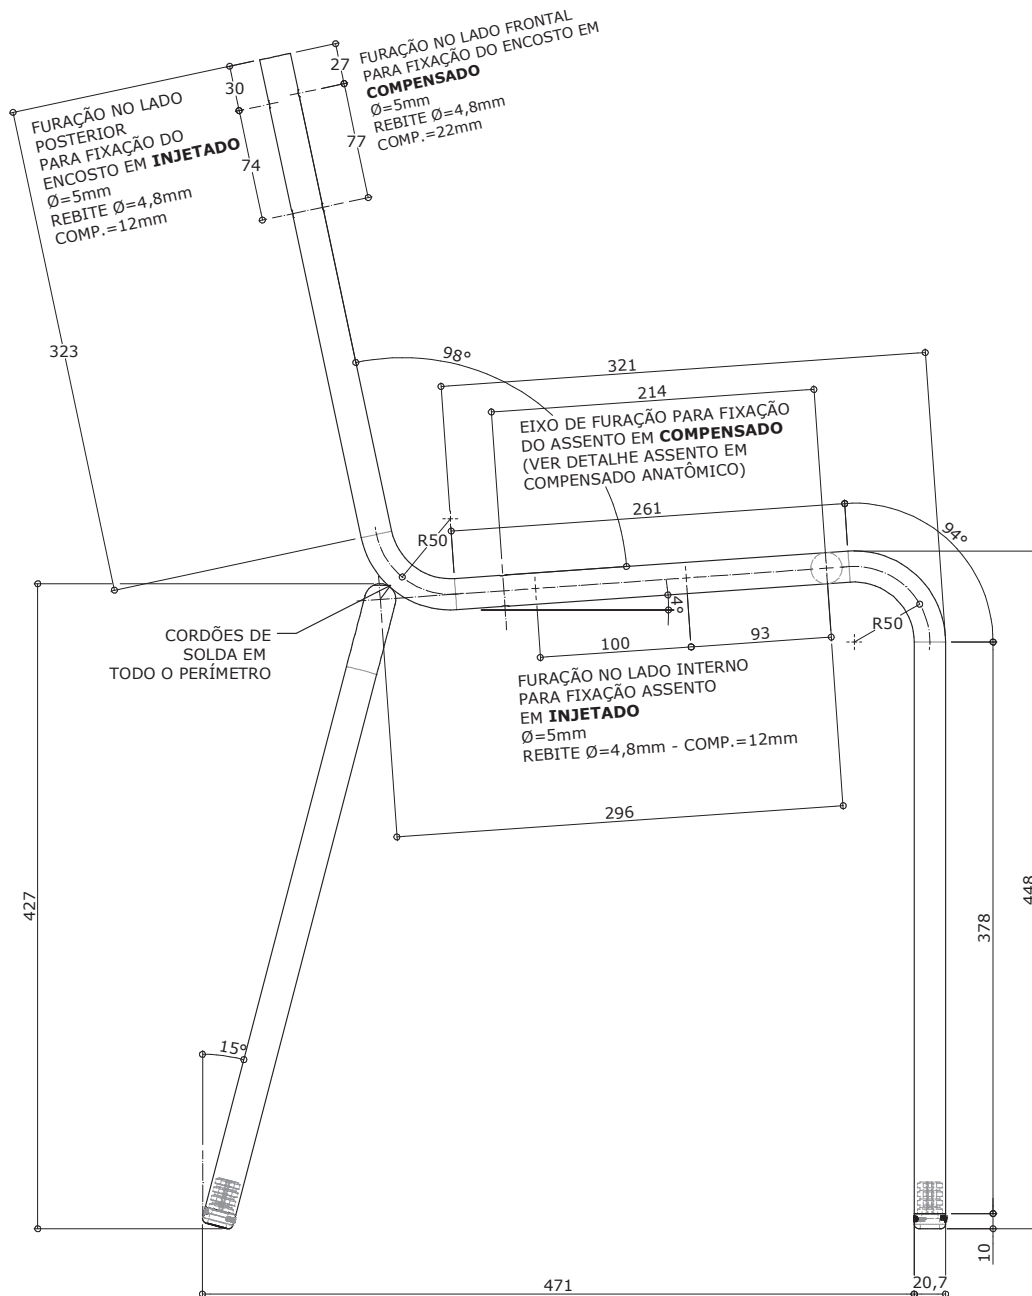 FURAÇÃO NO LADO FRONTAL
PARA FIXAÇÃO DO ENCOSTO EM
COMPENSADO
Ø=5mm
REBITE Ø=4,8mm
COMP.=22mm
27
30
77
74
FURAÇÃO NO LADO
POSTERIOR
PARA FIXAÇÃO DO
ENCOSTO EM INJETADO
Ø=5mm
REBITE Ø=4,8mm
COMP.=12mm
323
98°
321
214
EIXO DE FURAÇÃO PARA FIXAÇÃO
DO ASSENTO EM COMPENSADO
(VER DETALHE ASSENTO EM
COMPENSADO ANATÔMICO)
261
R50
94°
4°
R50
100
93
CORDÕES DE
SOLDA EM
TODO O PERÍMETRO
FURAÇÃO NO LADO INTERNO
PARA FIXAÇÃO ASSENTO
EM INJETADO
Ø=5mm
REBITE Ø=4,8mm - COMP.=12mm
296
427
448
378
15°
10
471
20,7